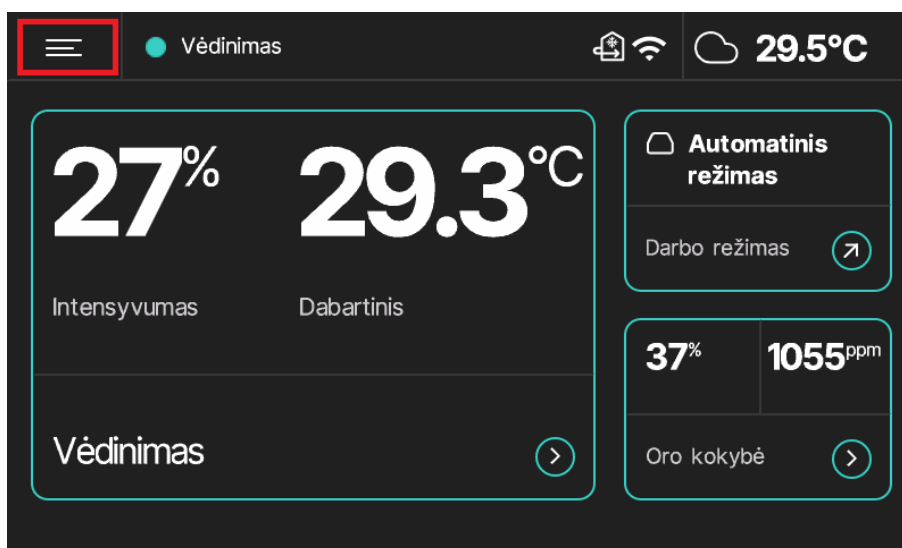 Vėdinimas
29.5°C
27% 29.3°C
Intensyvumas Dabartinis
Vėdinimas
Automatinis
režimas
Darbo režimas
37% 1055ppm
Oro kokybė